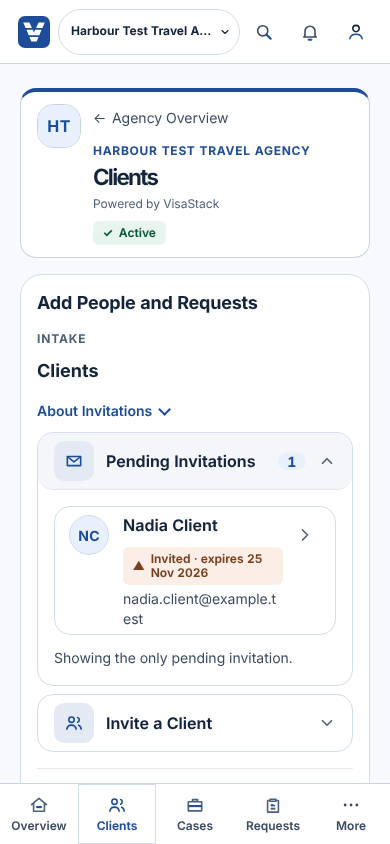 Harbour Test Travel A...
HT
← Agency Overview
HARBOUR TEST TRAVEL AGENCY
Clients
Powered by VisaStack
✓ Active
Add People and Requests
INTAKE
Clients
About Invitations
Pending Invitations 1
NC
Nadia Client
Invited · expires 25
Nov 2026
nadia.client@example.t
est
Showing the only pending invitation.
Invite a Client
Overview
Clients
Cases
Requests
More